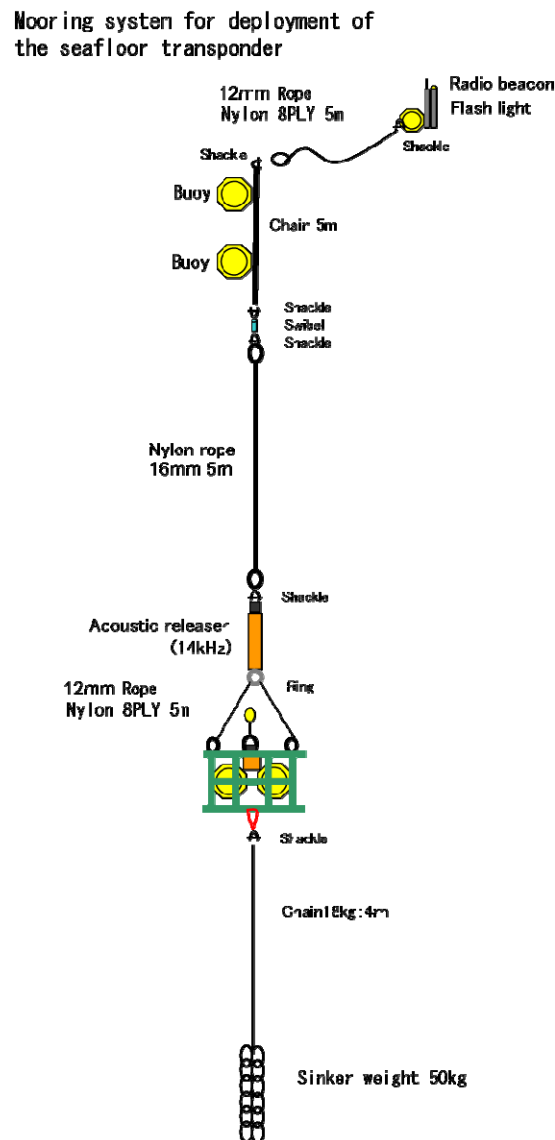 Mooring system for deployment of
the seafloor transponder
Radio beacon
Flash light
12mm Rope
Nylon 8PLY 5m
Shackle
Shacke
Buoy
Chair 5m
Buoy
Shackle
Swibel
Shackle
Nylon rope
16mm 5m
Shackle
Acoustic releaser
(14kHz)
Ring
12mm Rope
Nylon 8PLY 5m
Shackle
Chain18kg:4m
Sinker weight 50kg